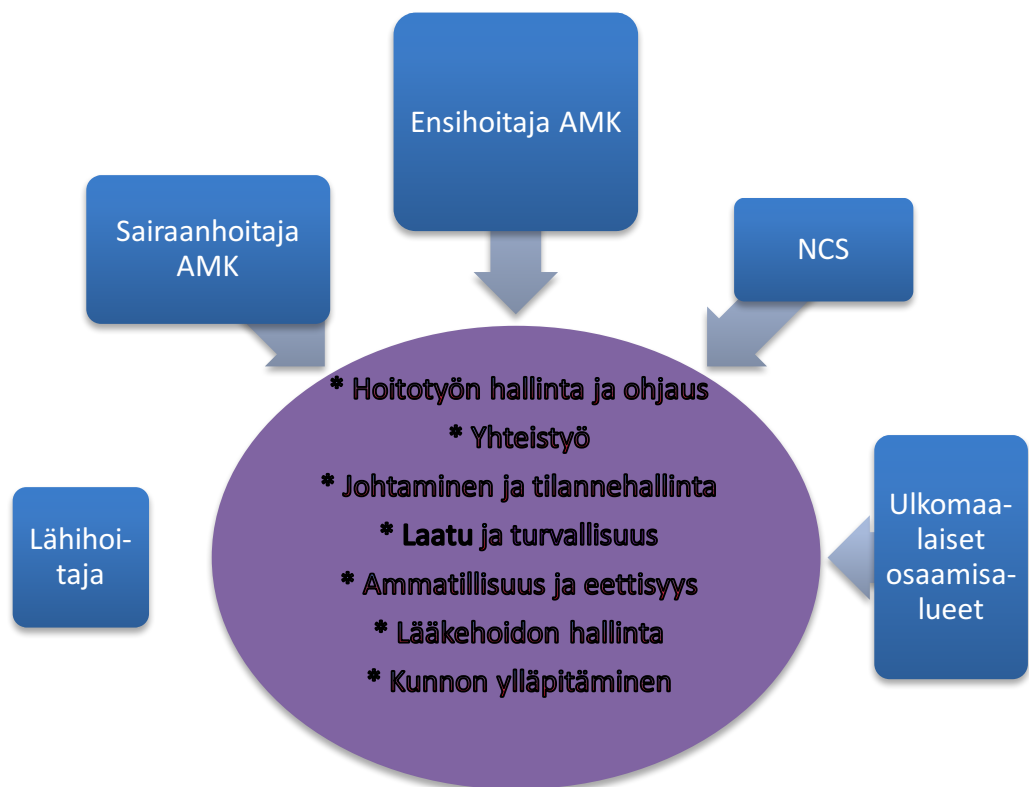 Ensihoitaja AMK
Sairaanhoitaja
AMK
NCS
* Hoitotyön hallinta ja ohjaus
* Yhteistyö
* Johtaminen ja tilannehallinta
* Laatu ja turvallisuus
* Ammatillisuus ja eettisyys
* Lääkehoidon hallinta
* Kunnon ylläpitäminen
Lähihoi-
taja
Ulkomaa-
laiset
osaamisa-
lueet